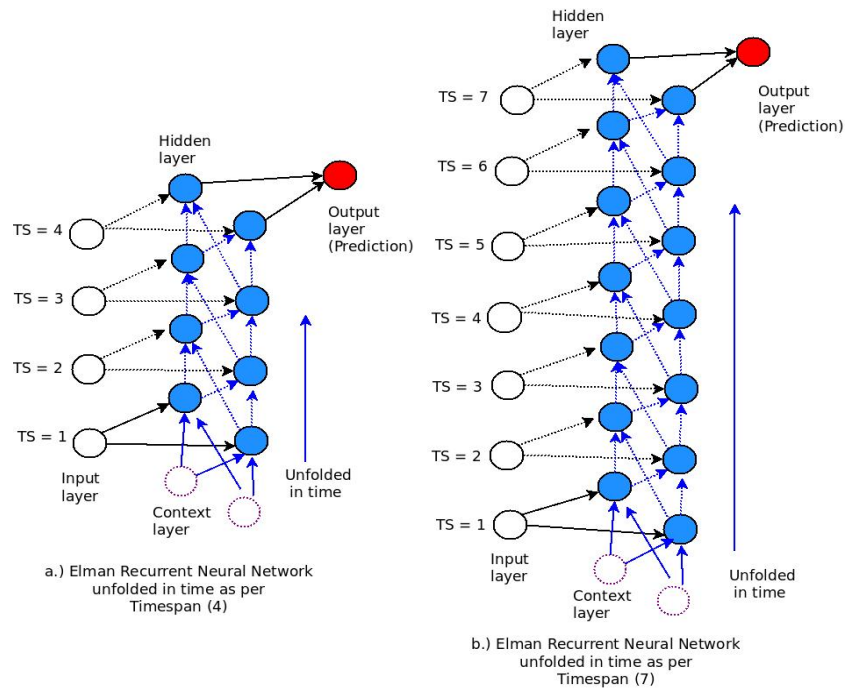 Hidden
layer
TS = 4
Output
layer
(Prediction)
TS = 3
TS = 2
TS = 1
Input
layer
Context
layer
Unfolded
in time
a.) Elman Recurrent Neural Network
unfolded in time as per
Timespan (4)
Hidden
layer
TS = 7
Output
layer
(Prediction)
TS = 6
TS = 5
TS = 4
TS = 3
TS = 2
TS = 1
Input
layer
Context
layer
Unfolded
in time
b.) Elman Recurrent Neural Network
unfolded in time as per
Timespan (7)